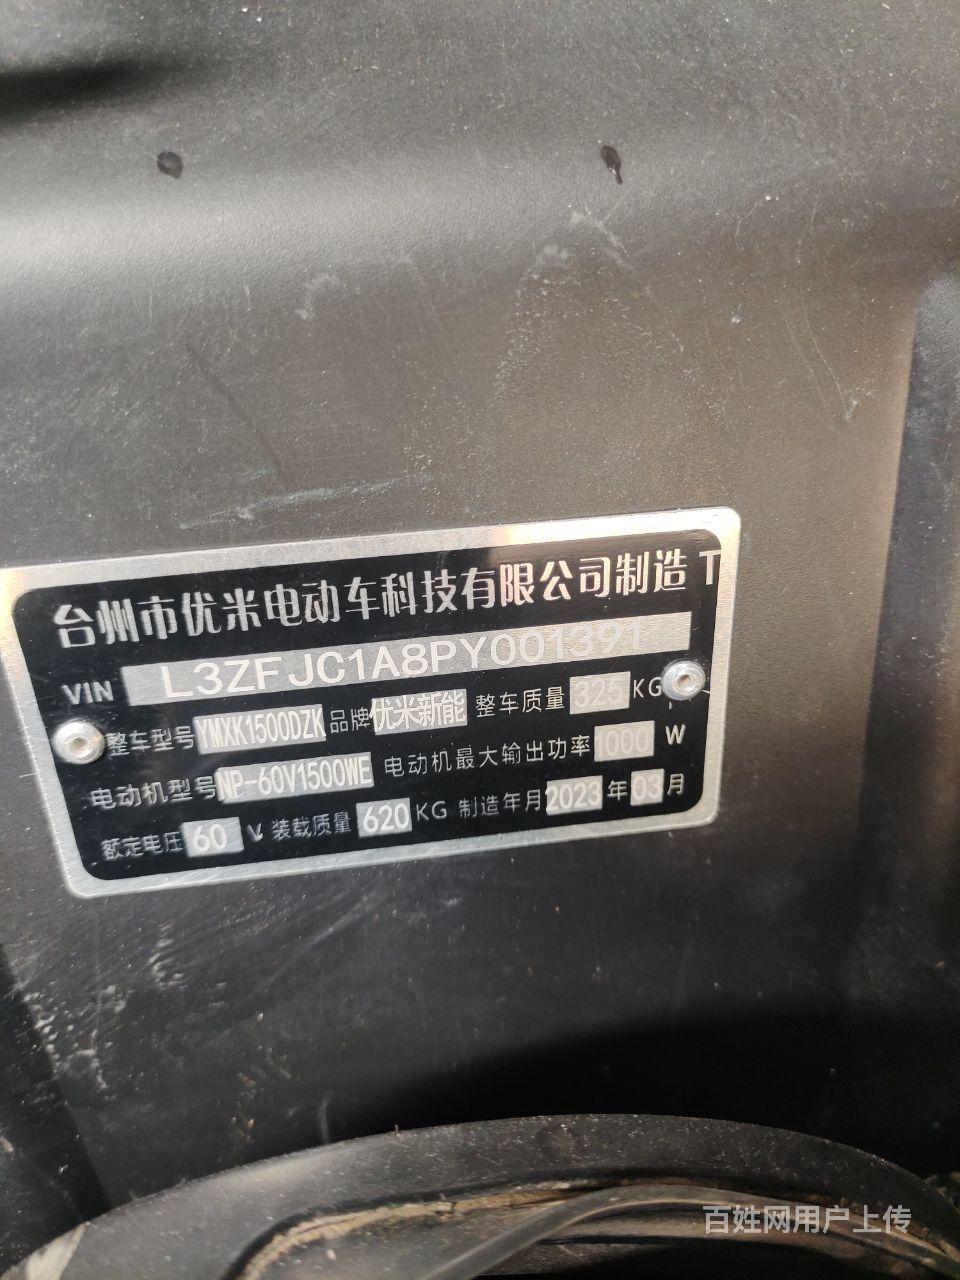 台州市优米电动车科技有限公司制造 T
VIN L3ZFJC1A8PY001391
整车型号 YMXK1500DZK 品牌 优米新能 整车质量 325 KG
电动机型号 NP-60V1500WE 电动机最大输出功率 1000 W
额定电压 60 V 装载质量 620 KG 制造年月 2023 年 03 月
百姓网用户上传